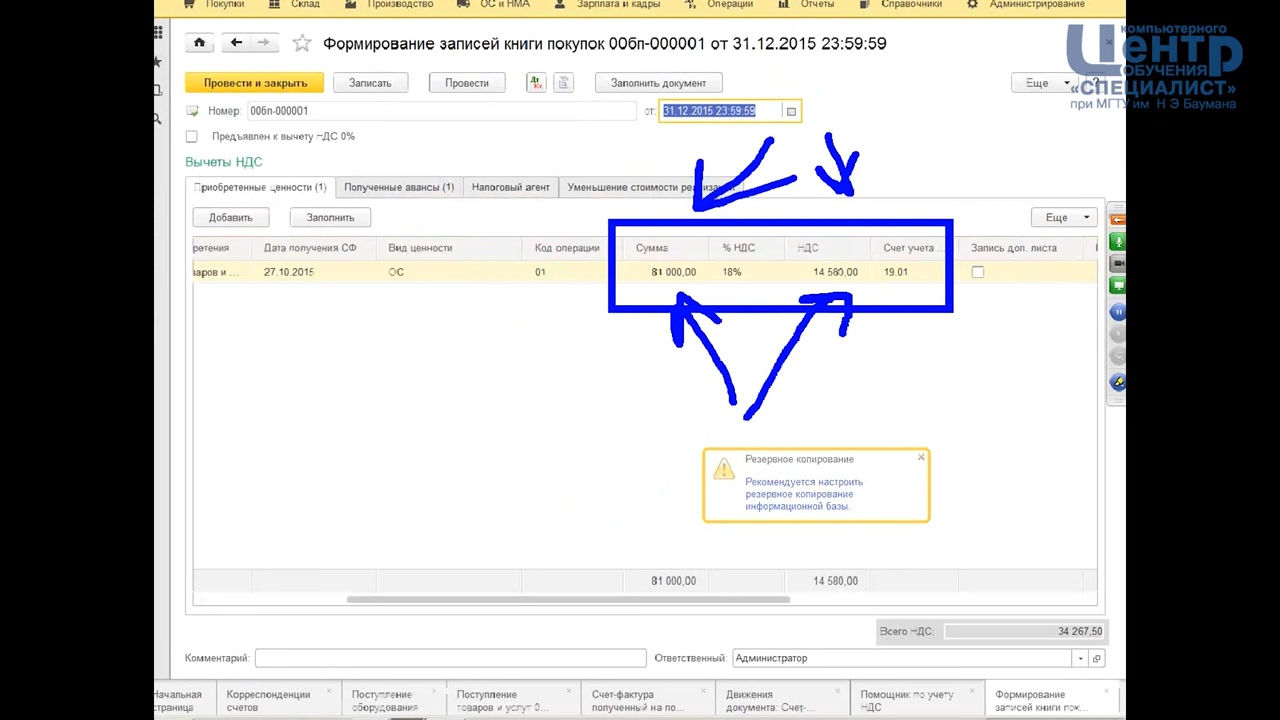 Покупки Склад Производство ОС и НМА Зарплата и кадры Операции Отчеты Справочники Администрирование
Формирование записей книги покупок 00бп-000001 от 31.12.2015 23:59:59
компьютерного
Центр
ОБУЧЕНИЯ
«СПЕЦИАЛИСТ»
при МГТУ им Н Э Баумана
Провести и закрыть Записать Провести Заполнить документ Еще ?
Номер: 00бп-000001 от: 31.12.2015 23:59:59
Предъявлен к вычету НДС 0%
Вычеты НДС
Приобретенные ценности (1) Полученные авансы (1) Налоговый агент Уменьшение стоимости
Добавить Заполнить Еще
ретения Дата получения СФ Вид ценности Код операции Сумма % НДС НДС Счет учета Запись доп. листа
заров и ... 27.10.2015 ОС 01 81 000,00 18% 14 580,00 19.01
Резервное копирование
Рекомендуется настроить
резервное копирование
информационной базы.
81 000,00 14 580,00
Всего НДС: 34 267,50
Комментарий: Ответственный: Администратор
Начальная страница
Корреспонденции счетов
Поступление оборудования
Поступление товаров и услуг 0...
Счет-фактура полученный на по...
Движения документа: Счет-...
Помощник по учету НДС
Формирование записей книги пок...